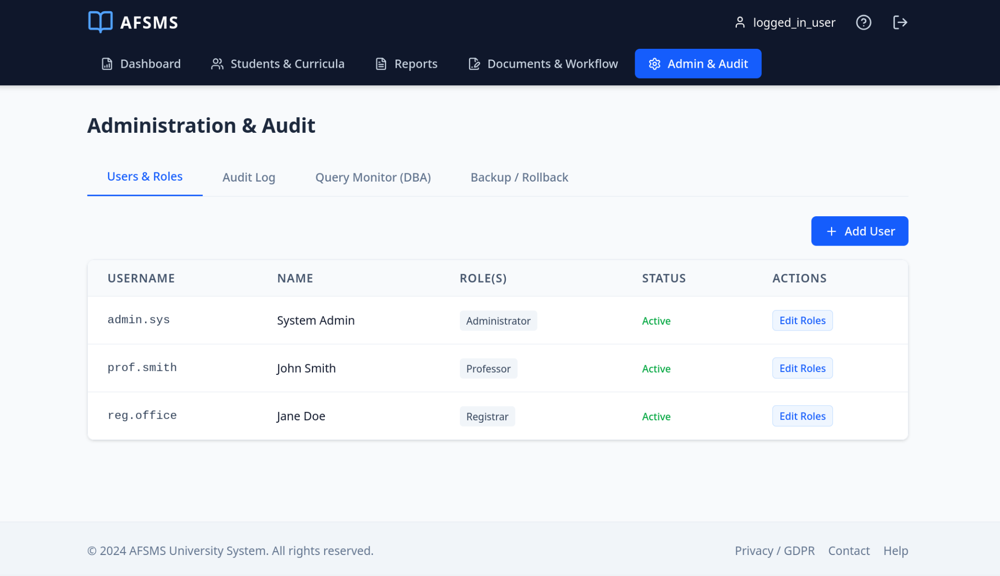 AFSMS
logged_in_user
Dashboard
Students & Curricula
Reports
Documents & Workflow
Admin & Audit
Administration & Audit
Users & Roles
Audit Log
Query Monitor (DBA)
Backup / Rollback
Add User
USERNAME NAME ROLE(S) STATUS ACTIONS
admin.sys System Admin Administrator Active Edit Roles
prof.smith John Smith Professor Active Edit Roles
reg.office Jane Doe Registrar Active Edit Roles
© 2024 AFSMS University System. All rights reserved.
Privacy / GDPR Contact Help